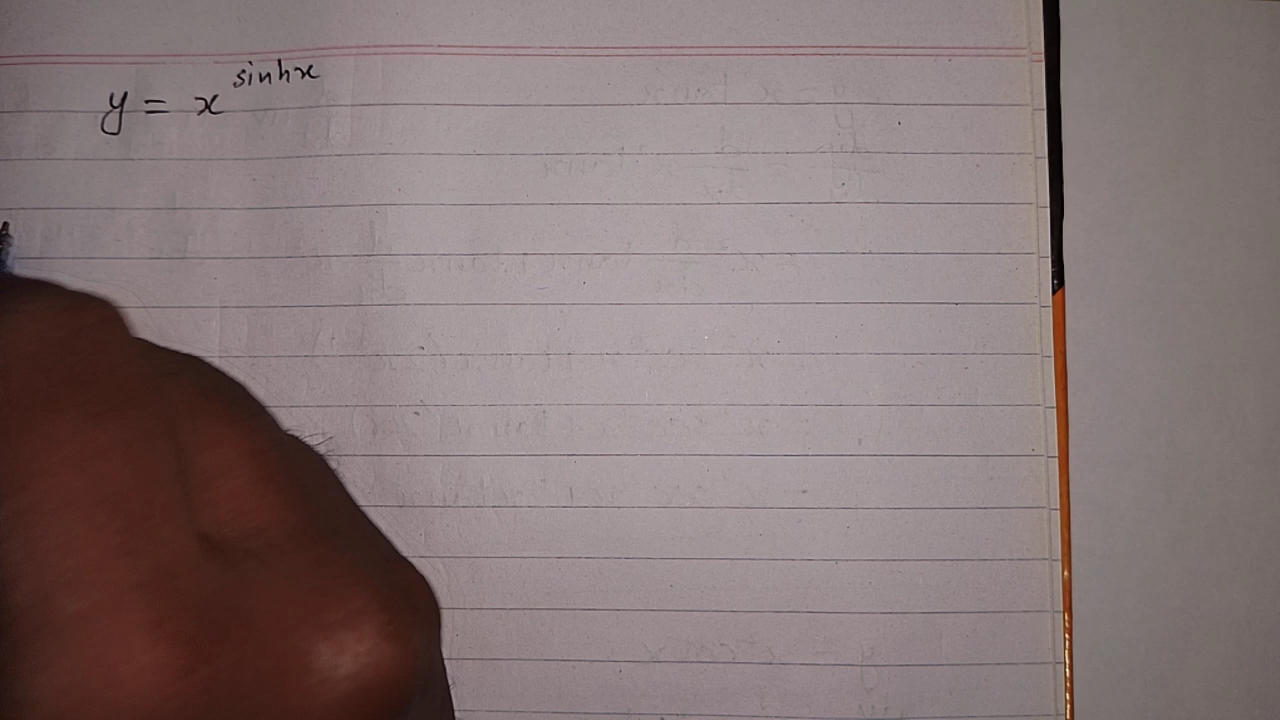 y = x^sinhx